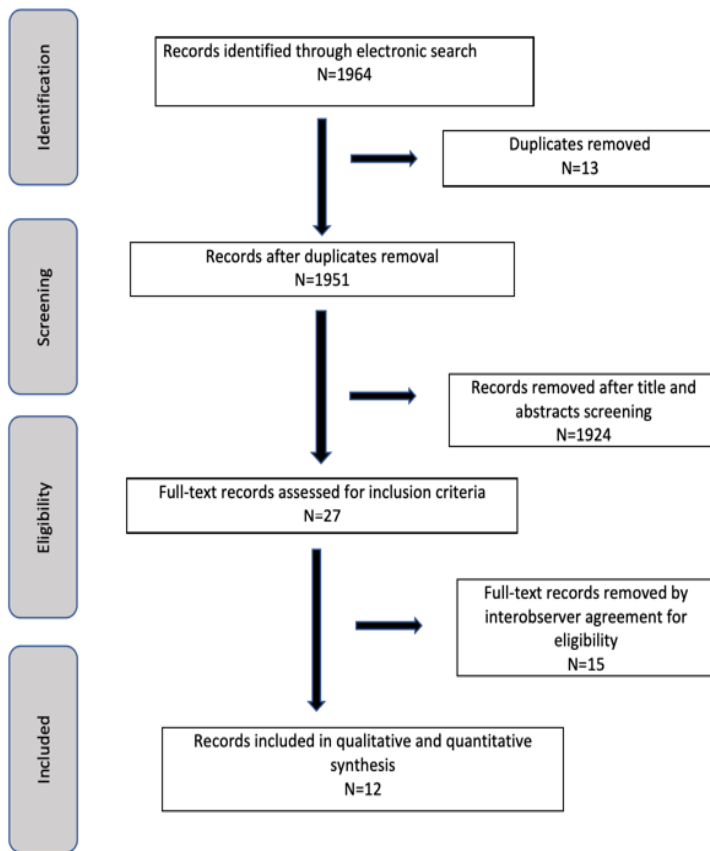 Identification
Records identified through electronic search
N=1964
Duplicates removed
N=13
Screening
Records after duplicates removal
N=1951
Records removed after title and
abstracts screening
N=1924
Eligibility
Full-text records assessed for inclusion criteria
N=27
Full-text records removed by
interobserver agreement for
eligibility
N=15
Included
Records included in qualitative and quantitative
synthesis
N=12